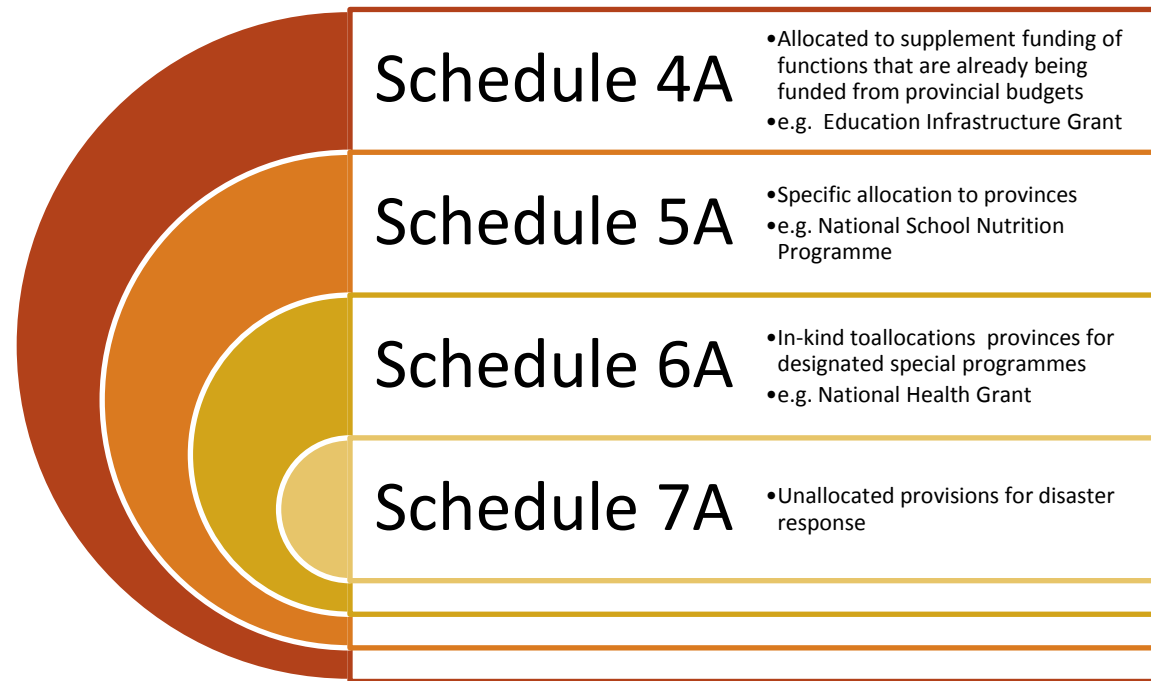 Schedule 4A
•Allocated to supplement funding of
functions that are already being
funded from provincial budgets
•e.g.  Education Infrastructure Grant
Schedule 5A
•Specific allocation to provinces
•e.g. National School Nutrition
Programme
Schedule 6A
•In-kind toallocations  provinces for
designated special programmes
•e.g. National Health Grant
Schedule 7A
•Unallocated provisions for disaster
response